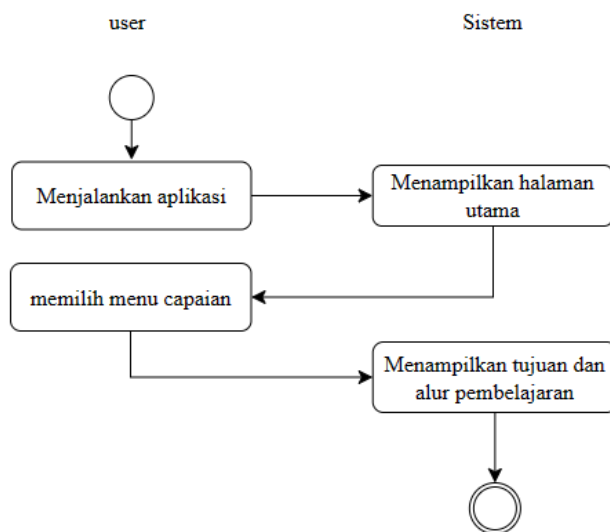 user
Sistem
Menjalankan aplikasi
Menampilkan halaman
utama
memilih menu capaian
Menampilkan tujuan dan
alur pembelajaran